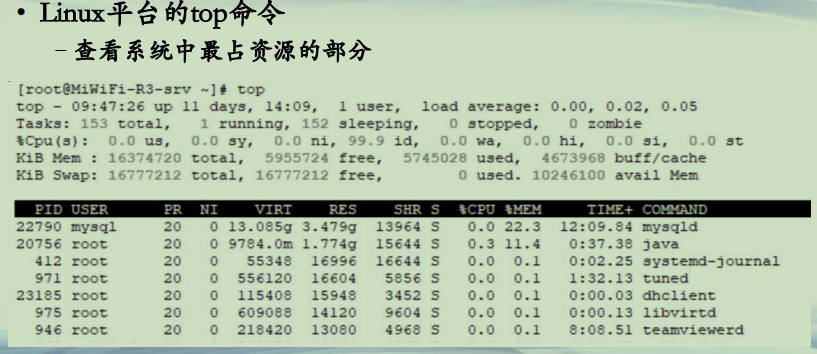 • Linux平台的top命令
– 查看系统中最占资源的部分
[root@MiWiFi-R3-srv ~]# top
top - 09:47:26 up 11 days, 14:09,  1 user,  load average: 0.00, 0.02, 0.05
Tasks: 153 total,   1 running, 152 sleeping,   0 stopped,   0 zombie
%Cpu(s):  0.0 us,  0.0 sy,  0.0 ni, 99.9 id,  0.0 wa,  0.0 hi,  0.0 si,  0.0 st
KiB Mem : 16374720 total,  5955724 free,  5745028 used,  4673968 buff/cache
KiB Swap: 16777212 total, 16777212 free,        0 used. 10246100 avail Mem
PID USER PR NI VIRT RES SHR S %CPU %MEM TIME+ COMMAND
22790 mysql 20 0 13.085g 3.479g 13964 S 0.0 22.3 12:09.84 mysqld
20756 root 20 0 9784.0m 1.774g 15644 S 0.3 11.4 0:37.38 java
412 root 20 0 55348 16996 16644 S 0.0 0.1 0:02.25 systemd-journal
971 root 20 0 556120 16604 5856 S 0.0 0.1 1:32.13 tuned
23185 root 20 0 115408 15948 3452 S 0.0 0.1 0:00.03 dhclient
975 root 20 0 609088 14120 9604 S 0.0 0.1 0:00.13 libvirtd
946 root 20 0 218420 13080 4968 S 0.0 0.1 8:08.51 teamviewerd